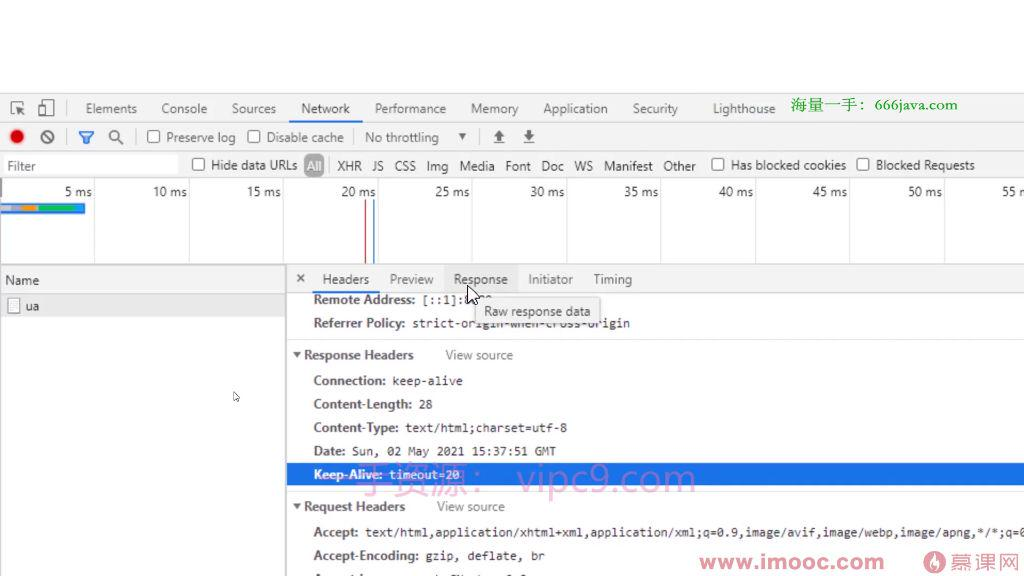 Elements Console Sources Network Performance Memory Application Security Lighthouse 海量一手：666java.com
Preserve log Disable cache No throttling
Filter Hide data URLs All XHR JS CSS Img Media Font Doc WS Manifest Other Has blocked cookies Blocked Requests
5 ms 10 ms 15 ms 20 ms 25 ms 30 ms 35 ms 40 ms 45 ms 50 ms 55 m
Name × Headers Preview Response Initiator Timing
ua
Remote Address: [::1]:
Raw response data
Referrer Policy: strict-origin-when-cross-origin
Response Headers View source
Connection: keep-alive
Content-Length: 28
Content-Type: text/html;charset=utf-8
Date: Sun, 02 May 2021 15:37:51 GMT
Keep-Alive: timeout=20
手资源： vipc9.com
Request Headers View source
Accept: text/html,application/xhtml+xml,application/xml;q=0.9,image/avif,image/webp,image/apng,*/*;q=0
Accept-Encoding: gzip, deflate, br
www.imooc.com 慕课网